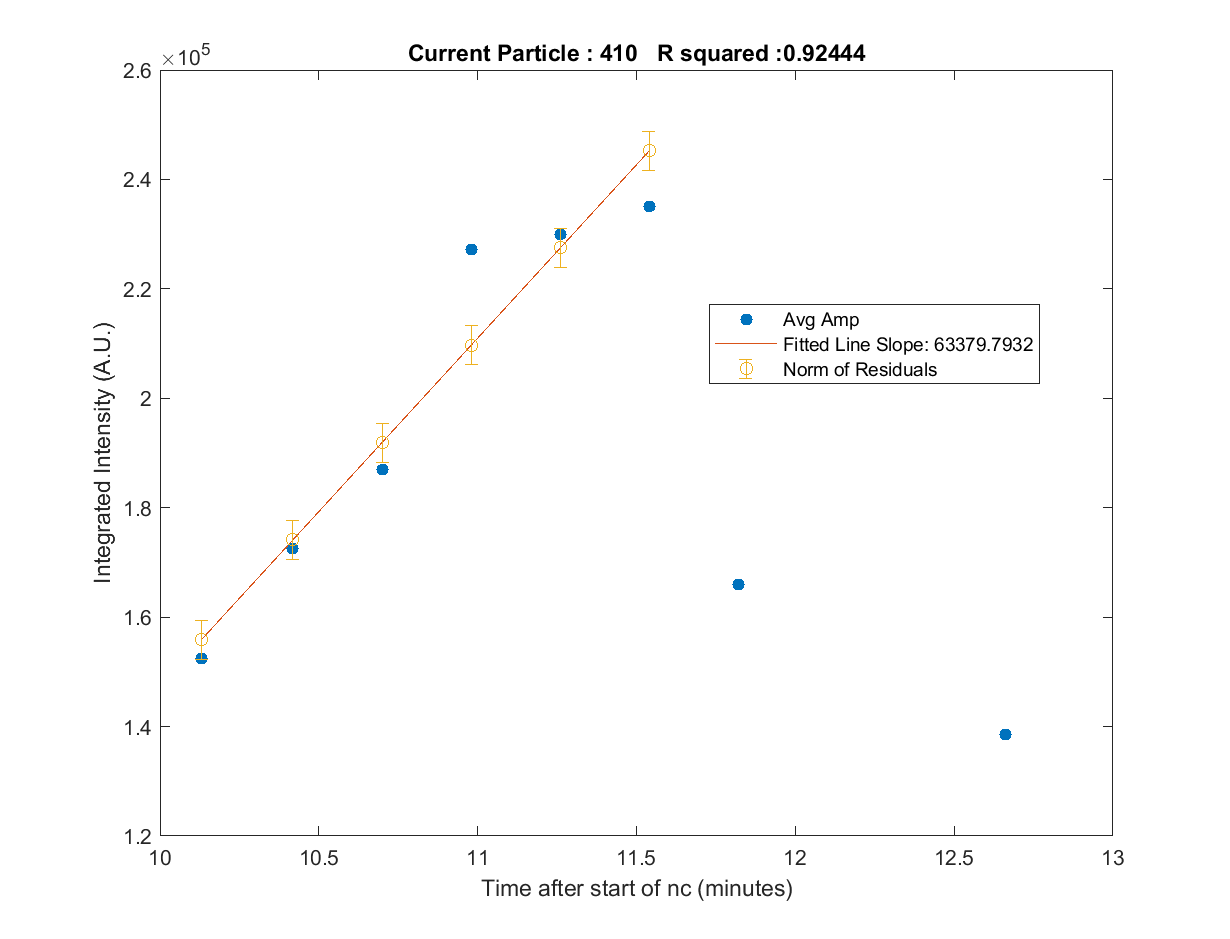 Current Particle : 410   R squared :0.92444
×10^5
2.6
2.4
2.2
2
1.8
1.6
1.4
1.2
Integrated Intensity (A.U.)
Avg Amp
Fitted Line Slope: 63379.7932
Norm of Residuals
10
10.5
11
11.5
12
12.5
13
Time after start of nc (minutes)